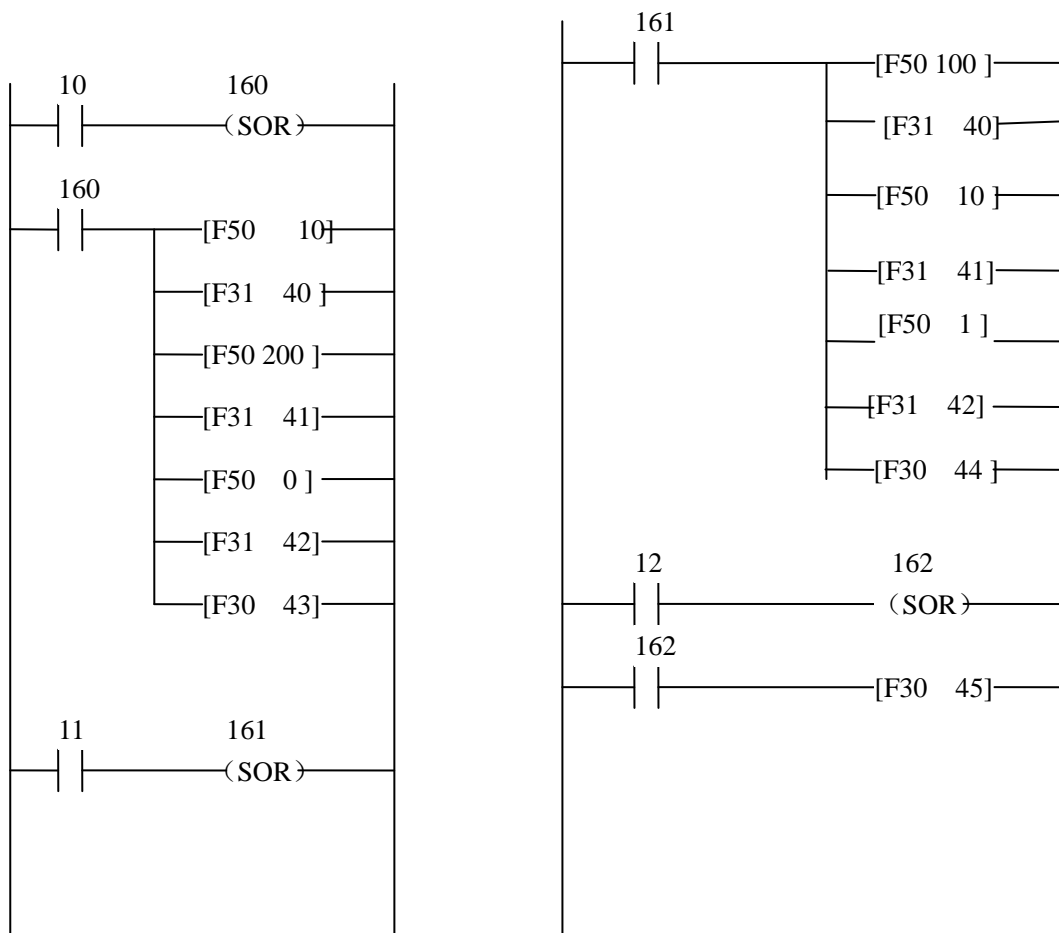 10 160
（SOR）
160
[F50 10]
[F31 40 ]
[F50 200 ]
[F31 41]
[F50 0 ]
[F31 42]
[F30 43]
11 161
（SOR）
161
[F50 100 ]
[F31 40]
[F50 10 ]
[F31 41]
[F50 1 ]
[F31 42]
[F30 44 ]
12 162
（SOR）
162
[F30 45]